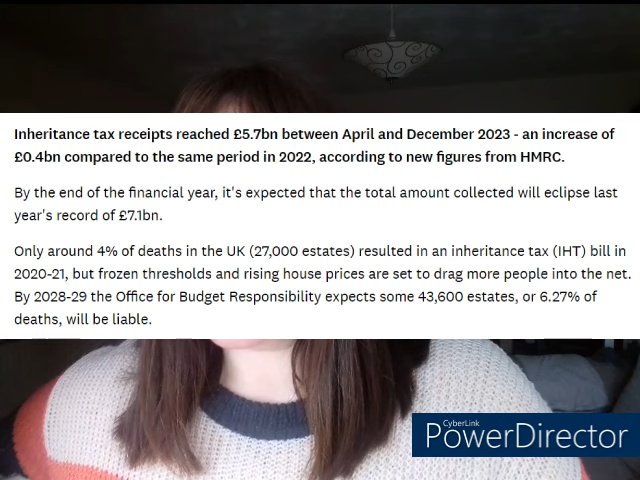 Inheritance tax receipts reached £5.7bn between April and December 2023 - an increase of
£0.4bn compared to the same period in 2022, according to new figures from HMRC.
By the end of the financial year, it's expected that the total amount collected will eclipse last
year's record of £7.1bn.
Only around 4% of deaths in the UK (27,000 estates) resulted in an inheritance tax (IHT) bill in
2020-21, but frozen thresholds and rising house prices are set to drag more people into the net.
By 2028-29 the Office for Budget Responsibility expects some 43,600 estates, or 6.27% of
deaths, will be liable.
CyberLink
PowerDirector